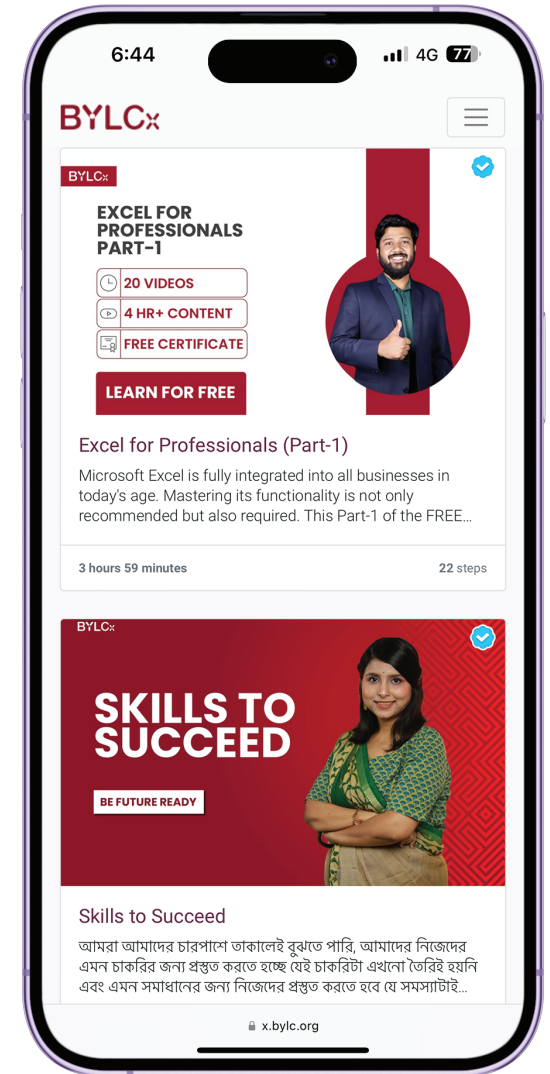 6:44
4G 77
BYLCx
BYLCx
EXCEL FOR
PROFESSIONALS
PART-1
20 VIDEOS
4 HR+ CONTENT
FREE CERTIFICATE
LEARN FOR FREE
Excel for Professionals (Part-1)
Microsoft Excel is fully integrated into all businesses in
today's age. Mastering its functionality is not only
recommended but also required. This Part-1 of the FREE...
3 hours 59 minutes 22 steps
BYLCx
SKILLS TO
SUCCEED
BE FUTURE READY
Skills to Succeed
আমরা আমাদের চারপাশে তাকালেই বুঝতে পারি, আমাদের নিজেদের
এমন চাকরির জন্য প্রস্তুত করতে হচ্ছে যেই চাকরিটা এখনো তৈরিই হয়নি
এবং এমন সমাধানের জন্য নিজেদের প্রস্তুত করতে হবে যে সমস্যাটাই...
x.bylc.org